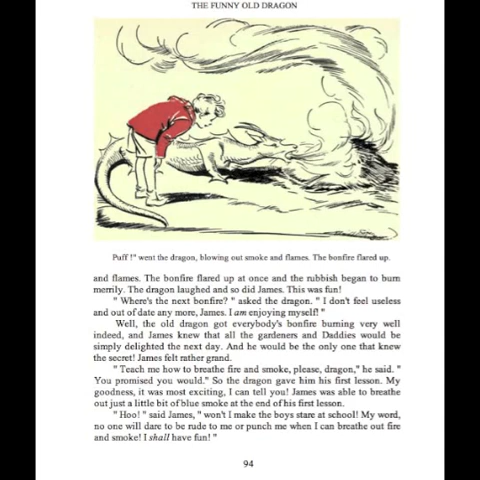 THE FUNNY OLD DRAGON
Puff!" went the dragon, blowing out smoke and flames. The bonfire flared up.
and flames. The bonfire flared up at once and the rubbish began to burn
merrily. The dragon laughed and so did James. This was fun!
" Where's the next bonfire? " asked the dragon. " I don't feel useless
and out of date any more, James. I am enjoying myself! "
Well, the old dragon got everybody's bonfire burning very well
indeed, and James knew that all the gardeners and Daddies would be
simply delighted the next day. And he would be the only one that knew
the secret! James felt rather grand.
" Teach me how to breathe fire and smoke, please, dragon," he said. "
You promised you would." So the dragon gave him his first lesson. My
goodness, it was most exciting, I can tell you! James was able to breathe
out just a little bit of blue smoke at the end of his first lesson.
" Hoo! " said James, " won't I make the boys stare at school! My word,
no one will dare to be rude to me or punch me when I can breathe out fire
and smoke! I shall have fun! "
94